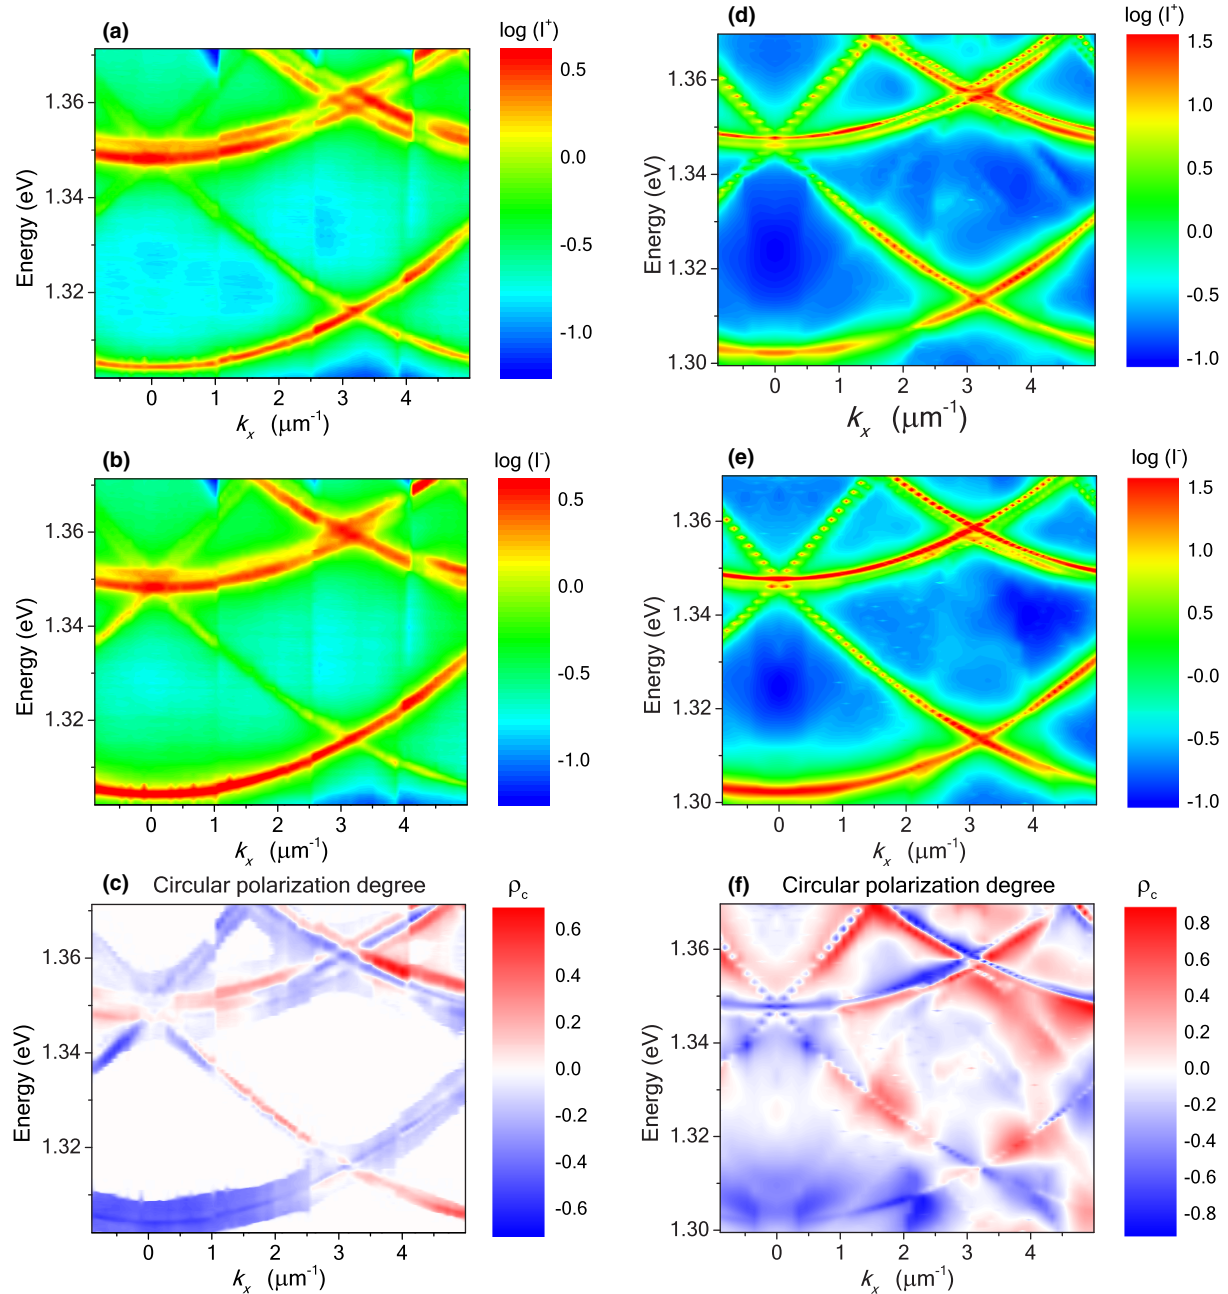 (a)
log (I⁺)
1.36
1.34
1.32
Energy (eV)
0.5
0.0
-0.5
-1.0
0 1 2 3 4
kₓ (μm⁻¹)
(d)
log (I⁺)
1.36
1.34
1.32
1.30
Energy (eV)
1.5
1.0
0.5
0.0
-0.5
-1.0
0 1 2 3 4
kₓ (μm⁻¹)
(b)
log (I⁻)
1.36
1.34
1.32
Energy (eV)
0.5
0.0
-0.5
-1.0
0 1 2 3 4
kₓ (μm⁻¹)
(e)
log (I⁻)
1.36
1.34
1.32
1.30
Energy (eV)
1.5
1.0
0.5
-0.0
-0.5
-1.0
0 1 2 3 4
kₓ (μm⁻¹)
(c) Circular polarization degree
ρc
1.36
1.34
1.32
Energy (eV)
0.6
0.4
0.2
0.0
-0.2
-0.4
-0.6
0 1 2 3 4
kₓ (μm⁻¹)
(f) Circular polarization degree
ρc
1.36
1.34
1.32
1.30
Energy (eV)
0.8
0.6
0.4
0.2
0.0
-0.2
-0.4
-0.6
-0.8
0 1 2 3 4
kₓ (μm⁻¹)